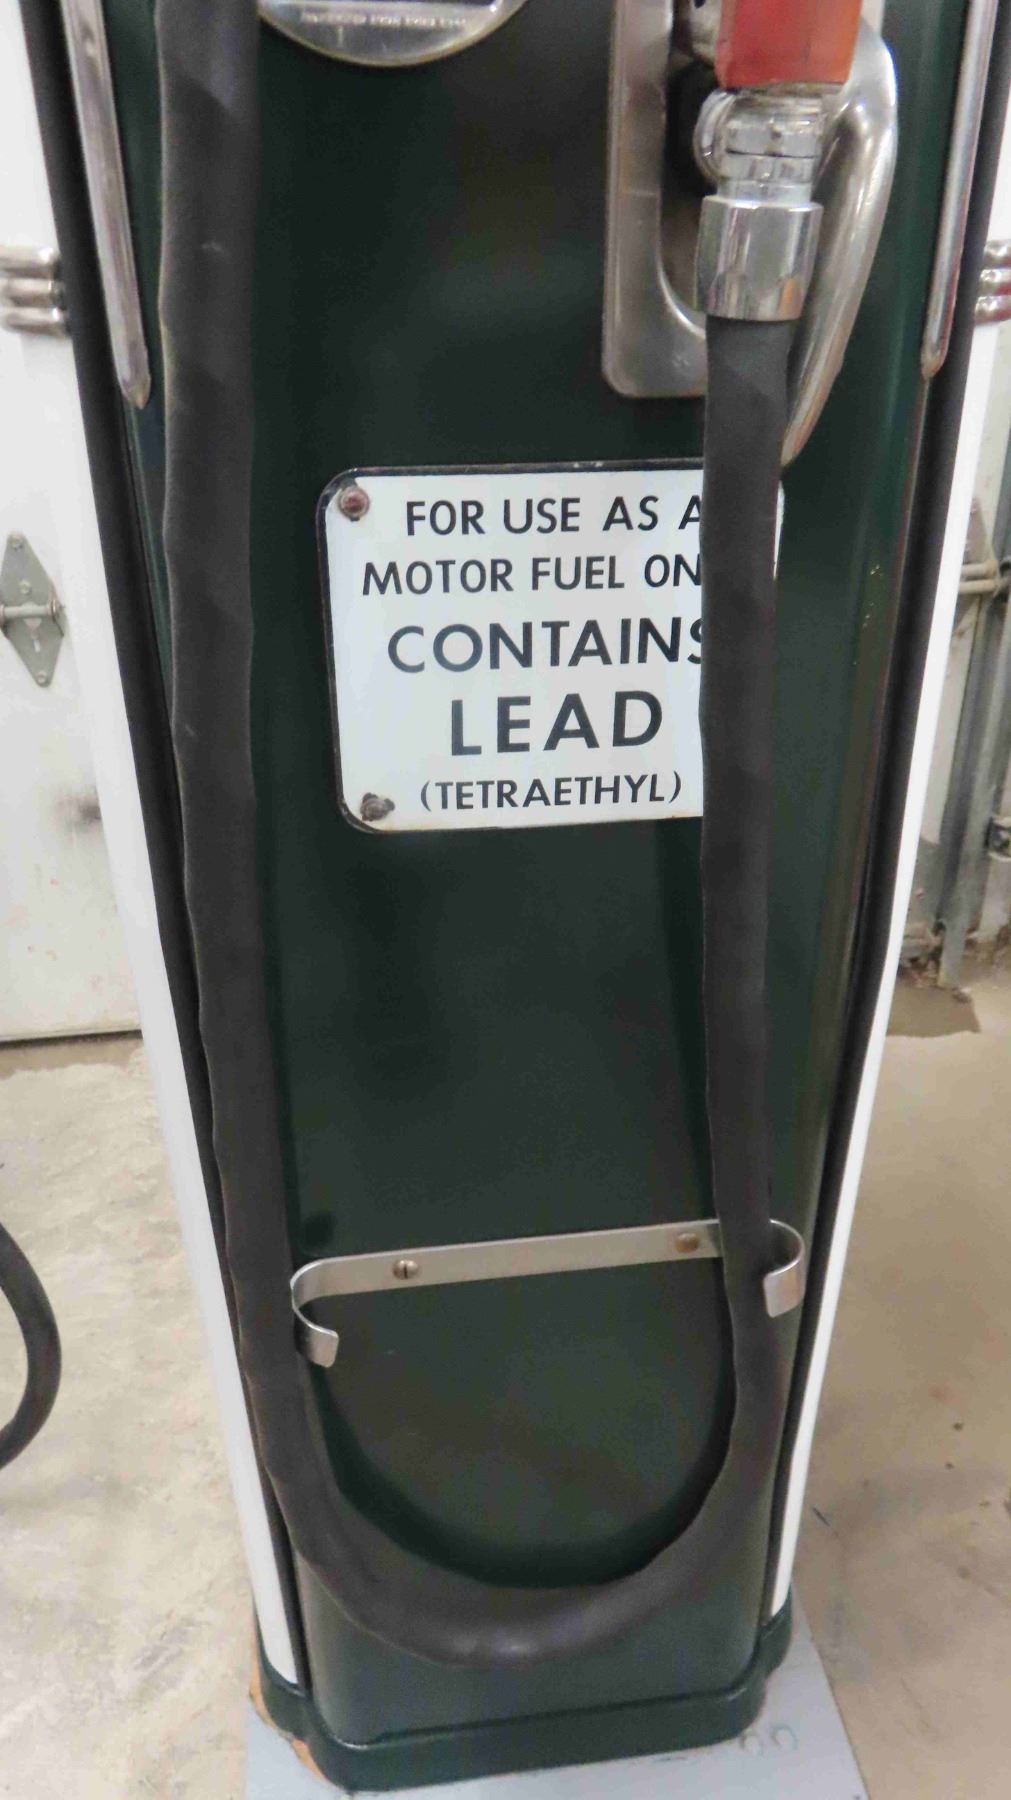 FOR USE AS A
MOTOR FUEL ON
CONTAINS
LEAD
(TETRAETHYL)